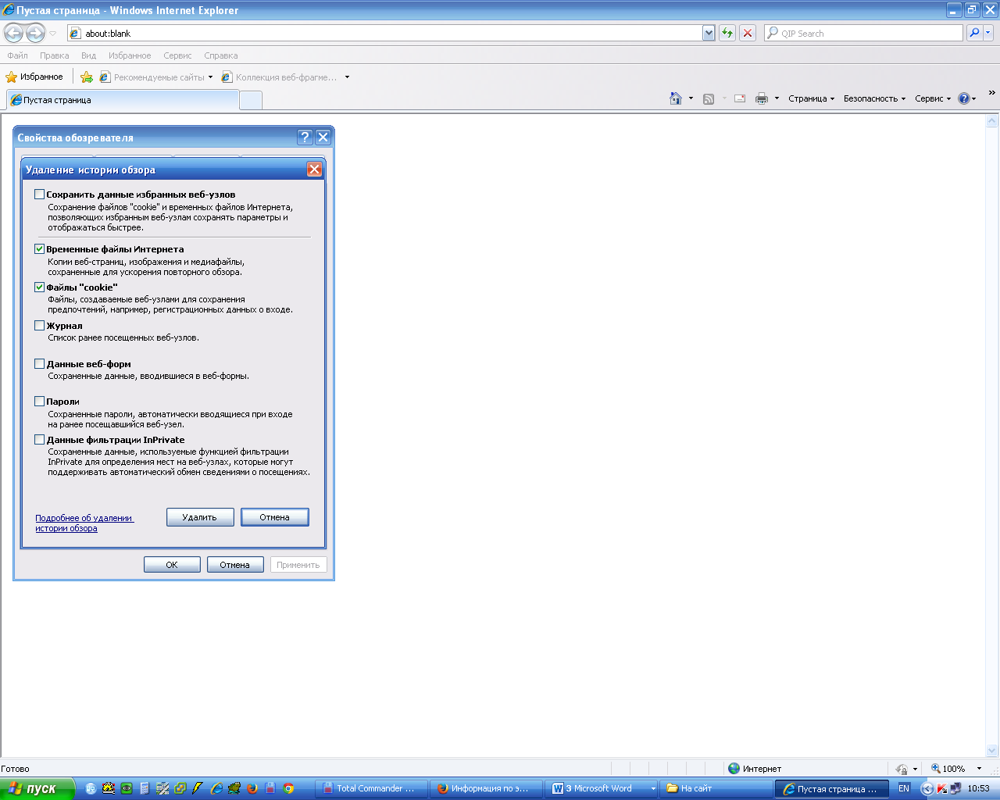 Пустая страница - Windows Internet Explorer
about:blank
QIP Search
Файл Правка Вид Избранное Сервис Справка
Избранное Рекомендуемые сайты Коллекция веб-фрагме...
Пустая страница Страница Безопасность Сервис
Свойства обозревателя
Удаление истории обзора
Сохранить данные избранных веб-узлов
Сохранение файлов "cookie" и временных файлов Интернета,
позволяющих избранным веб-узлам сохранять параметры и
отображаться быстрее.
Временные файлы Интернета
Копии веб-страниц, изображения и медиафайлы,
сохраненные для ускорения повторного обзора.
Файлы "cookie"
Файлы, создаваемые веб-узлами для сохранения
предпочтений, например, регистрационных данных о входе.
Журнал
Список ранее посещенных веб-узлов.
Данные веб-форм
Сохраненные данные, вводившиеся в веб-формы.
Пароли
Сохраненные пароли, автоматически вводящиеся при входе
на ранее посещавшийся веб-узел.
Данные фильтрации InPrivate
Сохраненные данные, используемые функцией фильтрации
InPrivate для определения мест на веб-узлах, которые могут
поддерживать автоматический обмен сведениями о посещениях.
Подробнее об удалении
истории обзора
Удалить Отмена
ОК Отмена Применить
Готово Интернет 100%
пуск Total Commander ... Информация по э... 3 Microsoft Word На сайт Пустая страница ... EN 10:53